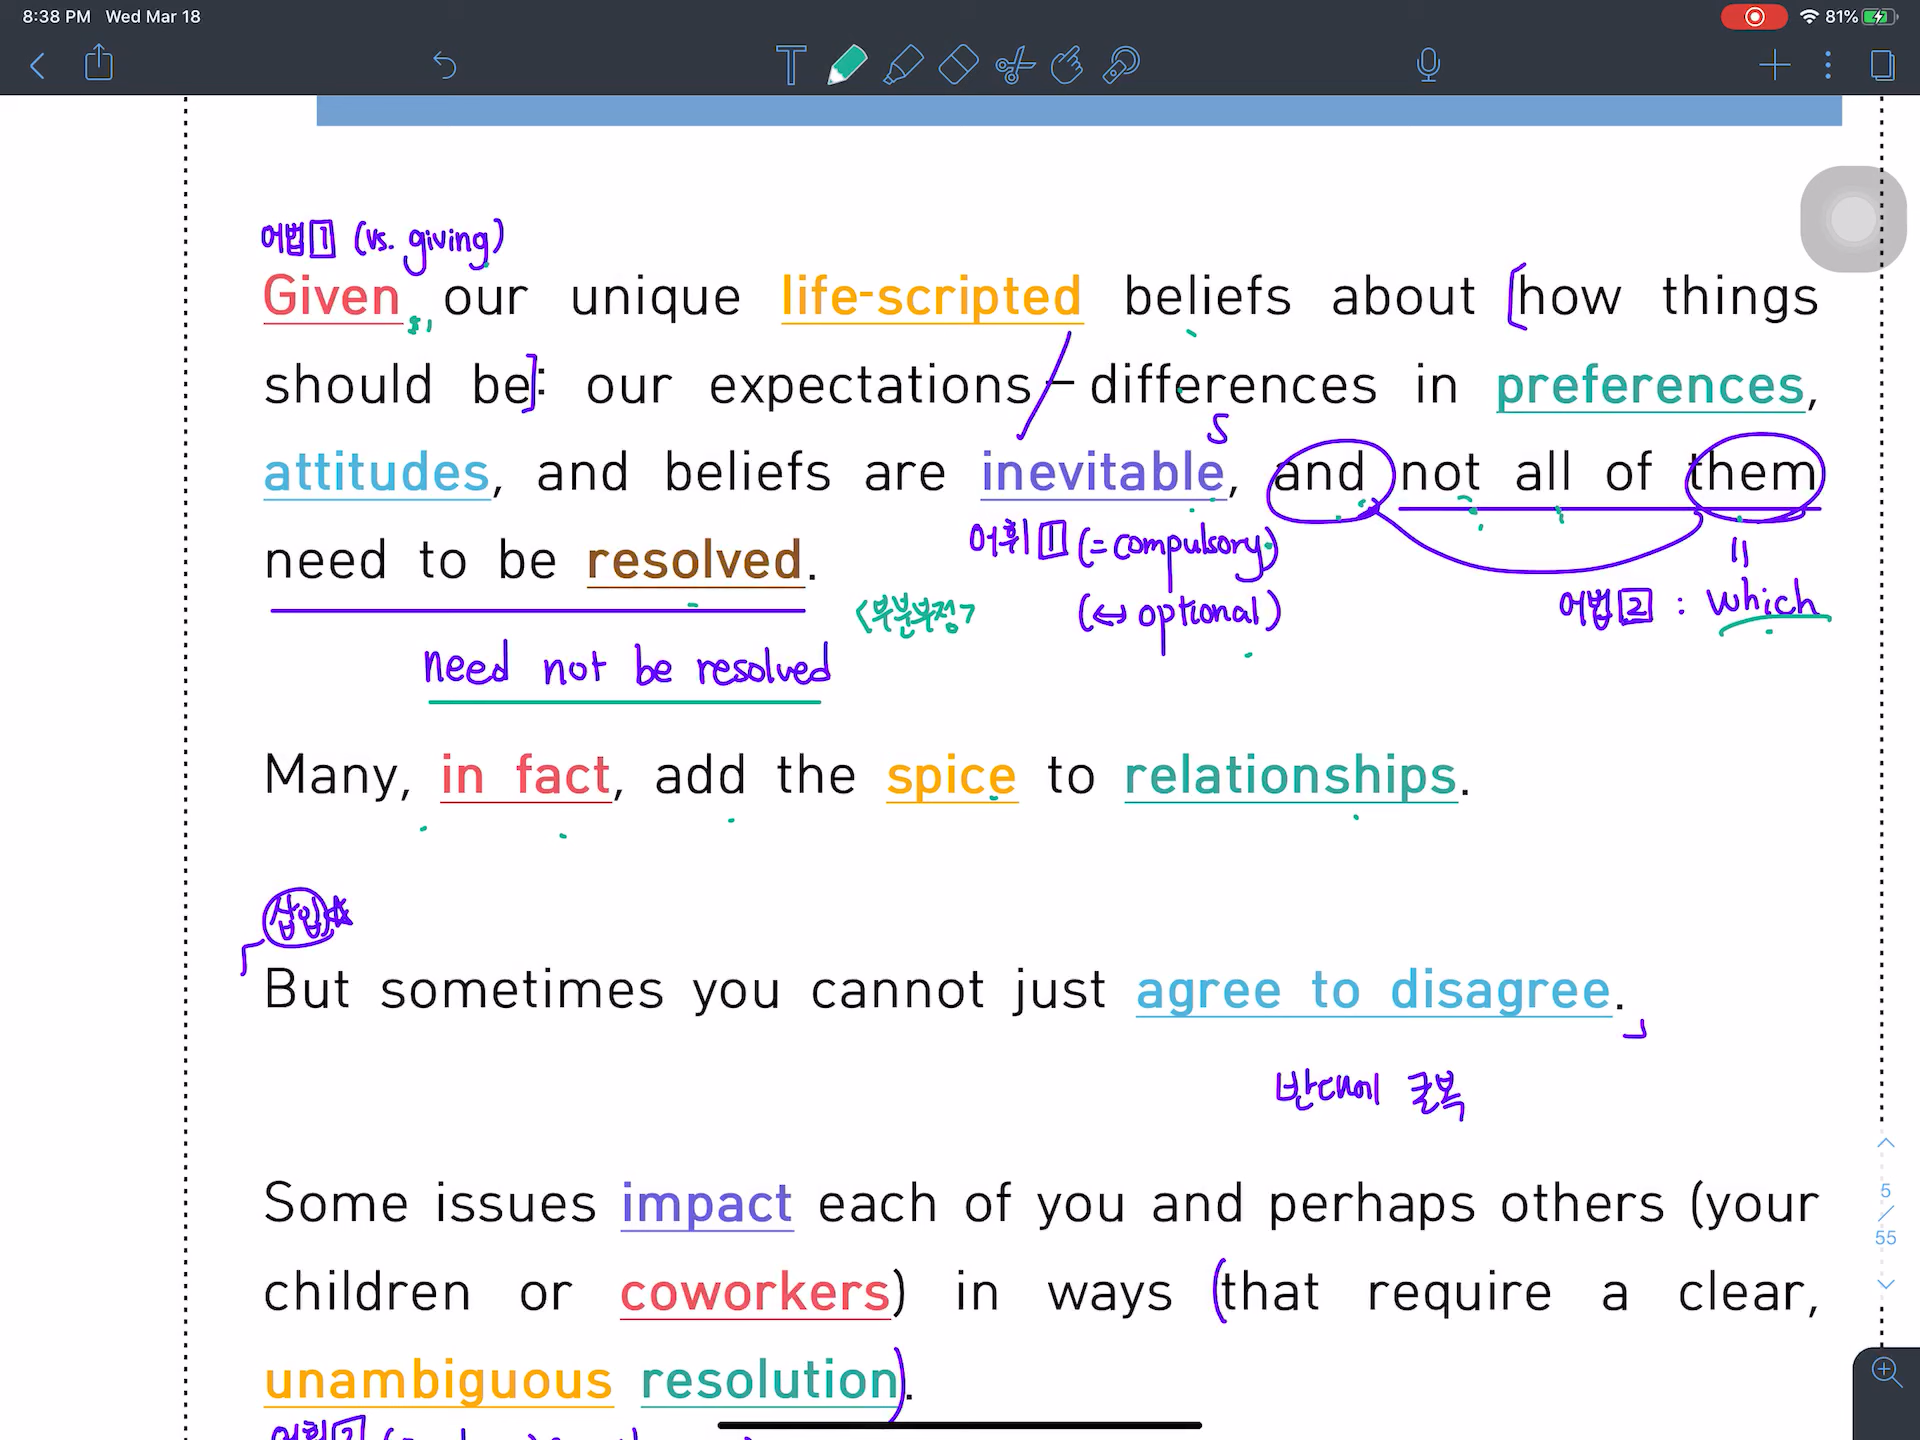 8:38 PM Wed Mar 18
81%
어법1 (vs. giving)
Given our unique life-scripted beliefs about [how things
should be]: our expectations – differences in preferences,
S
attitudes, and beliefs are inevitable, and not all of them
어휘1 (= compulsory)
need to be resolved.
<부분부정>
(↔ optional)
어법2 : which
need not be resolved
Many, in fact, add the spice to relationships.
삽입☆
But sometimes you cannot just agree to disagree.
반대에 굴복
Some issues impact each of you and perhaps others (your
children or coworkers) in ways (that require a clear,
unambiguous resolution).
5
/
55